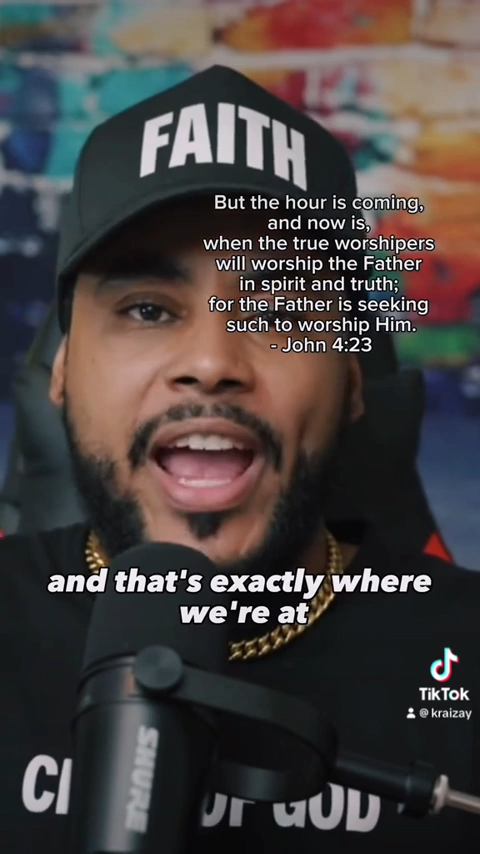 FAITH
But the hour is coming,
and now is,
when the true worshipers
will worship the Father
in spirit and truth;
for the Father is seeking
such to worship Him.
- John 4:23
and that's exactly where
we're at
TikTok
@kraizay
SHURE
OF GOD